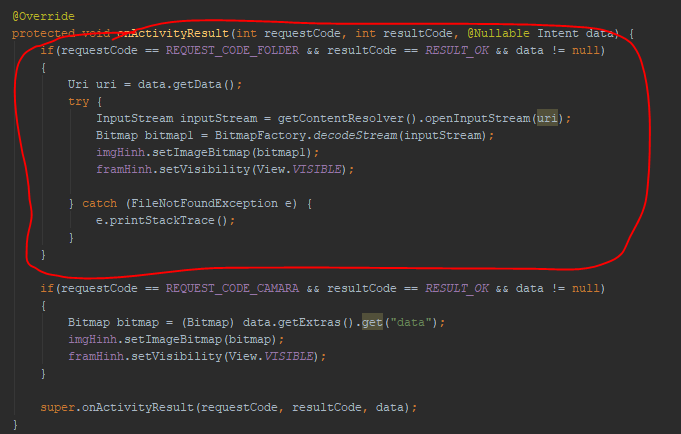 @Override
protected void onActivityResult(int requestCode, int resultCode, @Nullable Intent data) {
if(requestCode == REQUEST_CODE_FOLDER && resultCode == RESULT_OK && data != null)
{
Uri uri = data.getData();
try {
InputStream inputStream = getContentResolver().openInputStream(uri);
Bitmap bitmap1 = BitmapFactory.decodeStream(inputStream);
imgHinh.setImageBitmap(bitmap1);
framHinh.setVisibility(View.VISIBLE);
} catch (FileNotFoundException e) {
e.printStackTrace();
}
}
if(requestCode == REQUEST_CODE_CAMARA && resultCode == RESULT_OK && data != null)
{
Bitmap bitmap = (Bitmap) data.getExtras().get("data");
imgHinh.setImageBitmap(bitmap);
framHinh.setVisibility(View.VISIBLE);
}
super.onActivityResult(requestCode, resultCode, data);
}